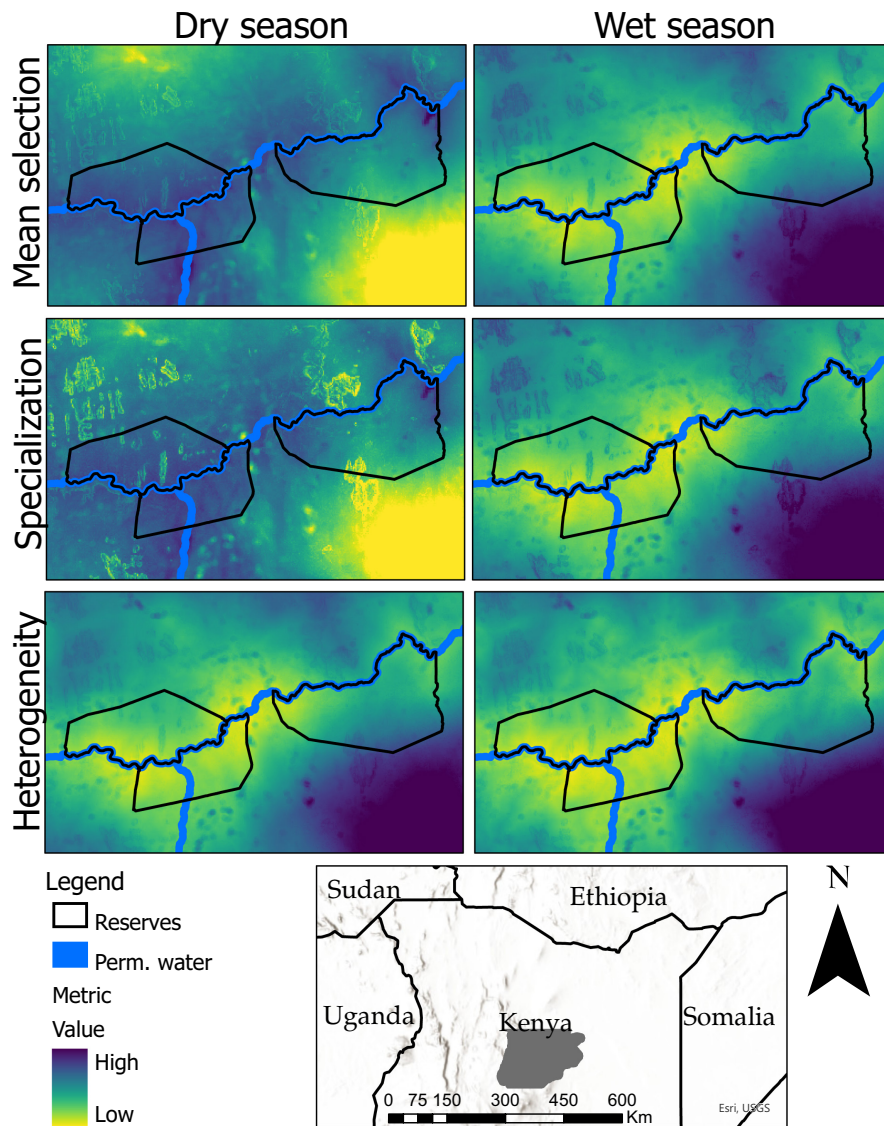 Dry season
Wet season
Mean selection
Specialization
Heterogeneity
Legend
Reserves
Perm. water
Metric
Value
High
Low
Sudan
Ethiopia
Uganda
Kenya
Somalia
0 75 150 300 450 600
Km
Esri, USGS
N